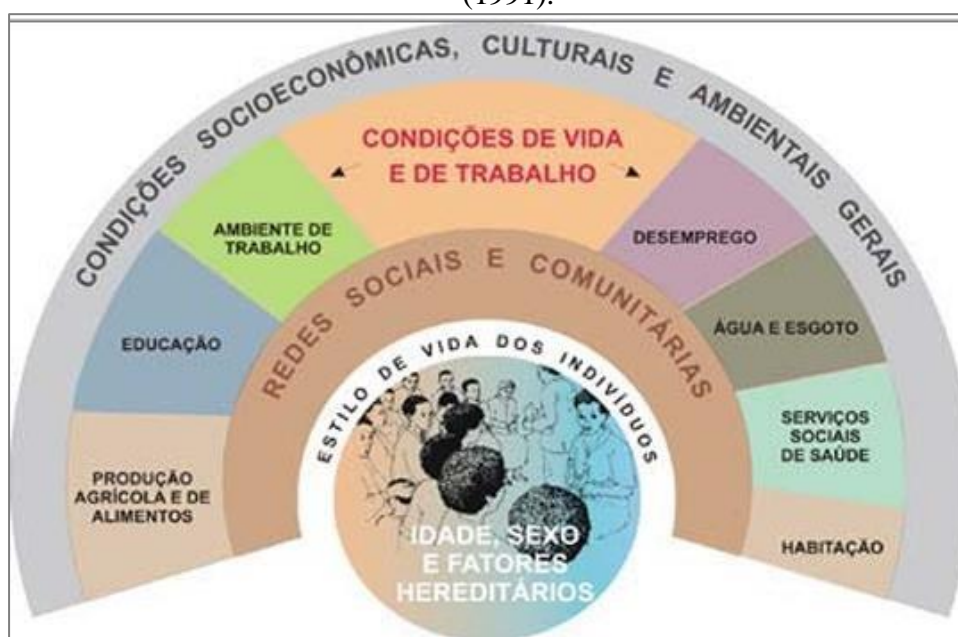 (1991).
CONDIÇÕES SOCIOECONÔMICAS, CULTURAIS E AMBIENTAIS GERAIS
CONDIÇÕES DE VIDA
E DE TRABALHO
AMBIENTE DE
TRABALHO
DESEMPREGO
REDES SOCIAIS E COMUNITÁRIAS
EDUCAÇÃO
ÁGUA E ESGOTO
ESTILO DE VIDA DOS INDIVÍDUOS
PRODUÇÃO
AGRÍCOLA E DE
ALIMENTOS
SERVIÇOS
SOCIAIS
DE SAÚDE
HABITAÇÃO
IDADE, SEXO
E FATORES
HEREDITÁRIOS